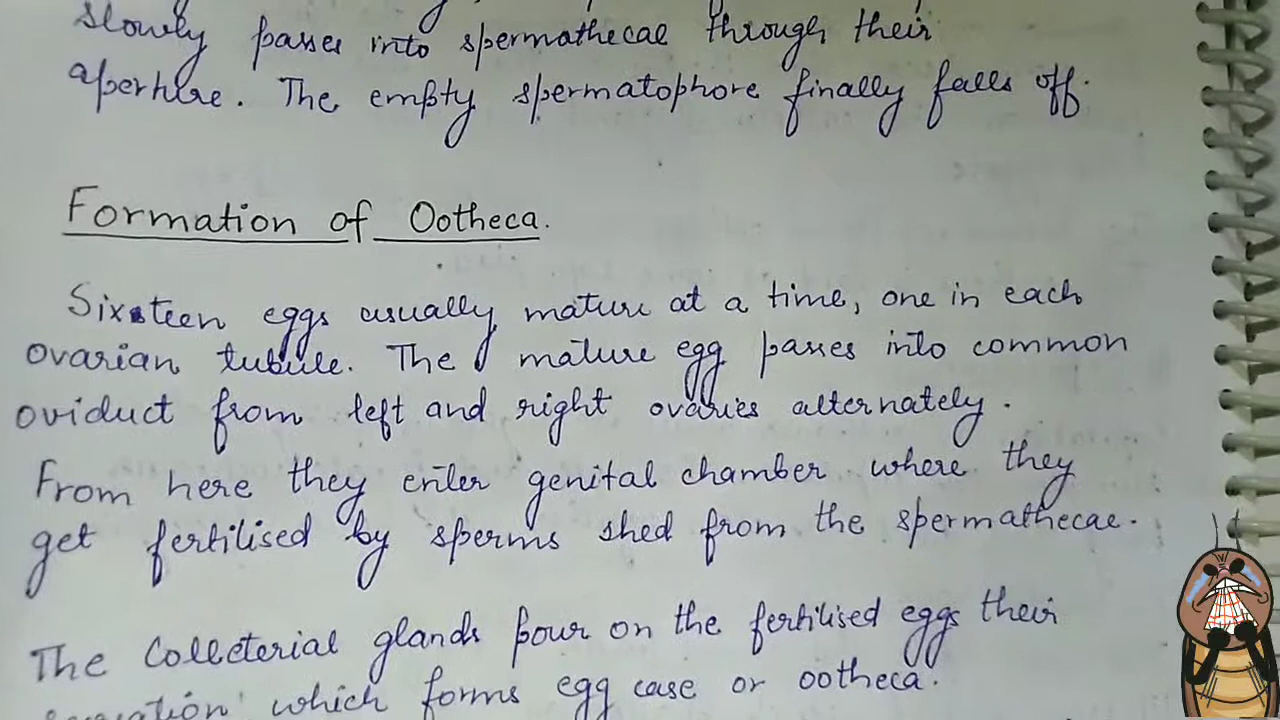 slowly passes into spermathecae through their
aperture. The empty spermatophore finally falls off.
Formation of Ootheca.
Sixteen eggs usually mature at a time, one in each
ovarian tubule. The mature egg passes into common
oviduct from left and right ovaries alternately.
From here they enter genital chamber where they
get fertilised by sperms shed from the spermathecae.
The Colleterial glands pour on the fertilised eggs their
which forms egg case or ootheca.